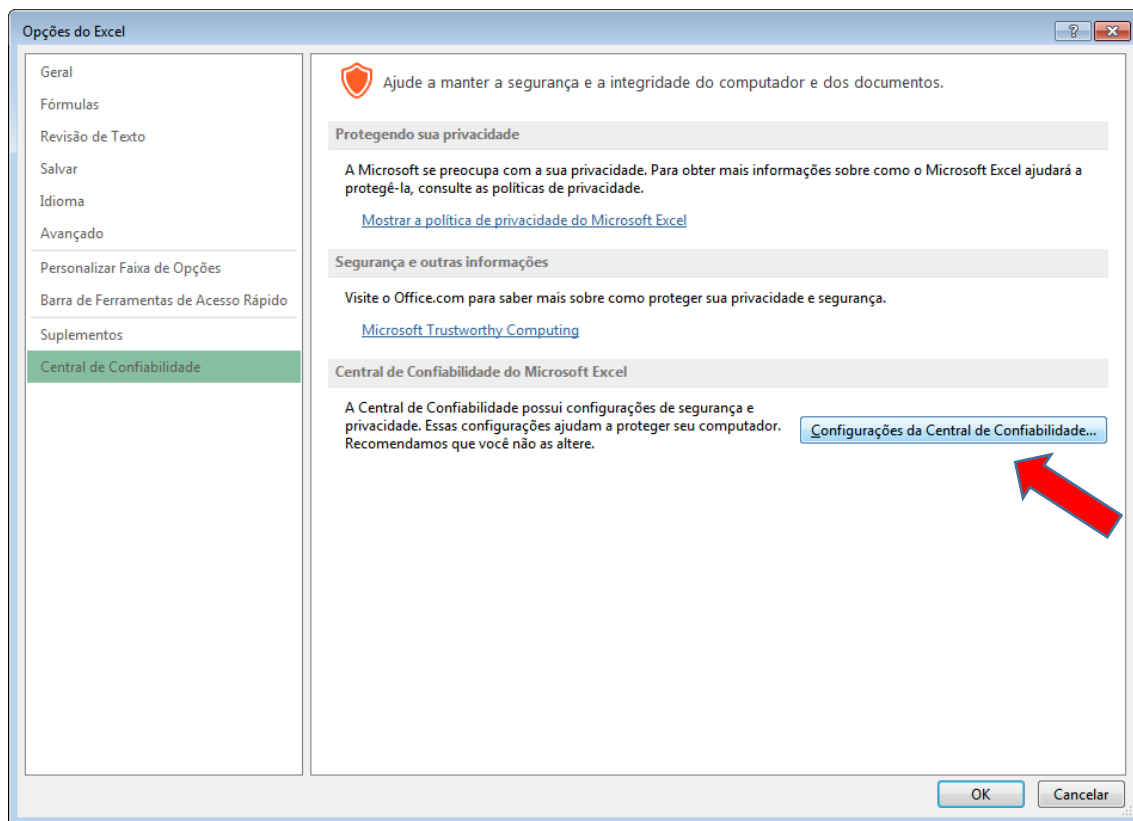 Opções do Excel
?
Geral
Fórmulas
Revisão de Texto
Salvar
Idioma
Avançado
Personalizar Faixa de Opções
Barra de Ferramentas de Acesso Rápido
Suplementos
Central de Confiabilidade
Ajude a manter a segurança e a integridade do computador e dos documentos.
Protegendo sua privacidade
A Microsoft se preocupa com a sua privacidade. Para obter mais informações sobre como o Microsoft Excel ajudará a
protegê-la, consulte as políticas de privacidade.
Mostrar a política de privacidade do Microsoft Excel
Segurança e outras informações
Visite o Office.com para saber mais sobre como proteger sua privacidade e segurança.
Microsoft Trustworthy Computing
Central de Confiabilidade do Microsoft Excel
A Central de Confiabilidade possui configurações de segurança e
privacidade. Essas configurações ajudam a proteger seu computador.
Recomendamos que você não as altere.
Configurações da Central de Confiabilidade...
OK
Cancelar